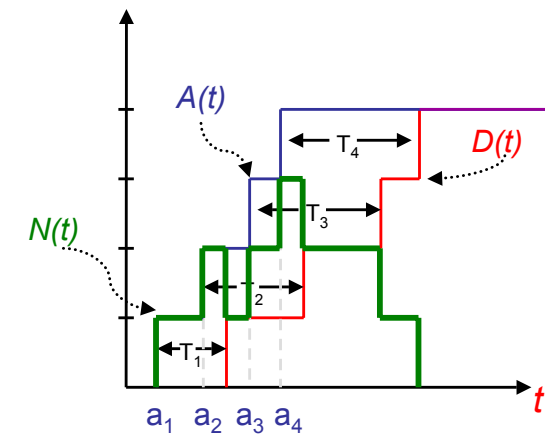 A(t)
T₄
D(t)
T₃
N(t)
T₂
T₁
t
a₁ a₂ a₃ a₄